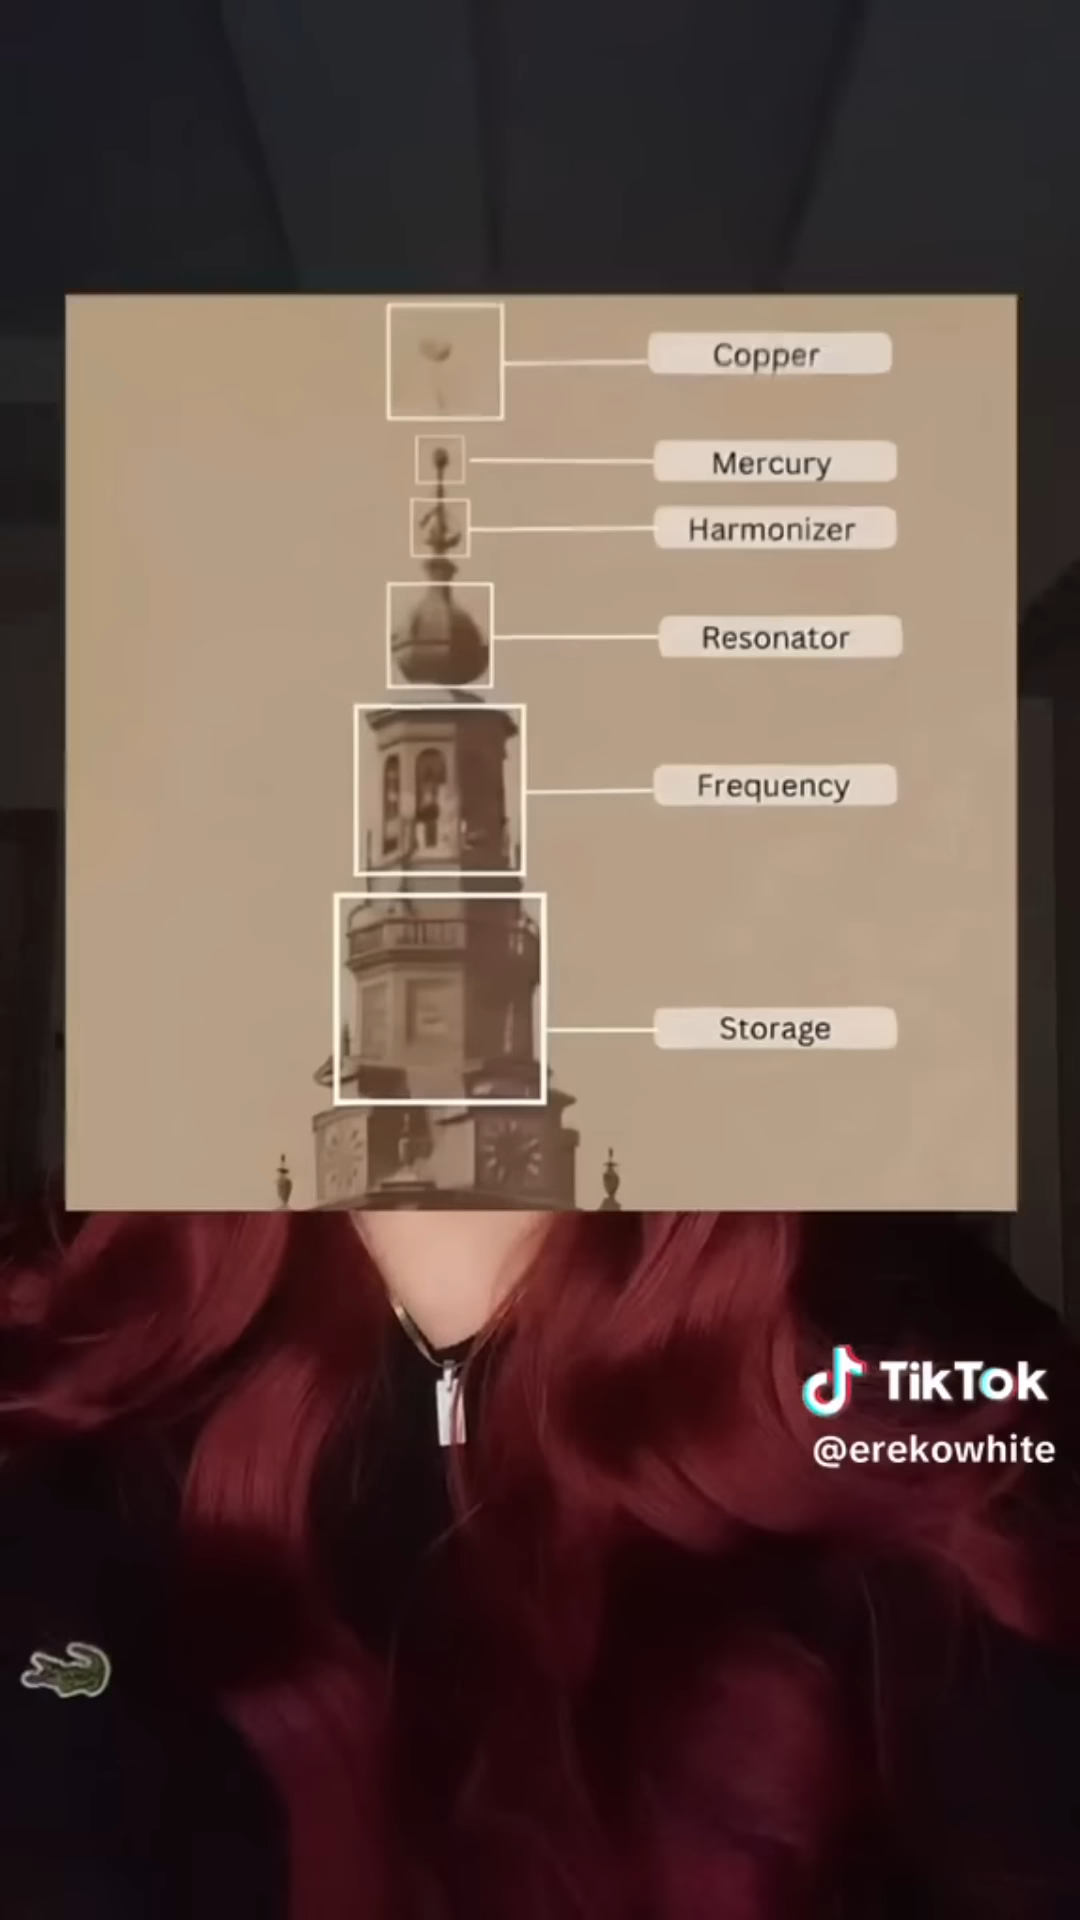 Copper
Mercury
Harmonizer
Resonator
Frequency
Storage
TikTok
@erekowhite